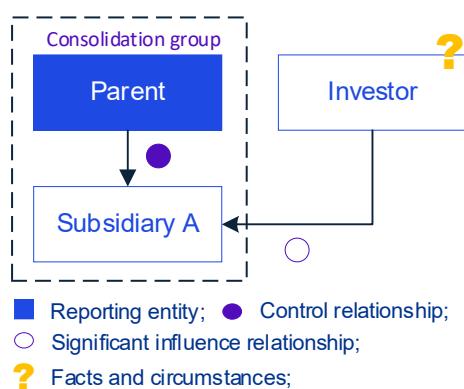 Consolidation group
?
Parent
Investor
Subsidiary A
Reporting entity; Control relationship;
Significant influence relationship;
? Facts and circumstances;